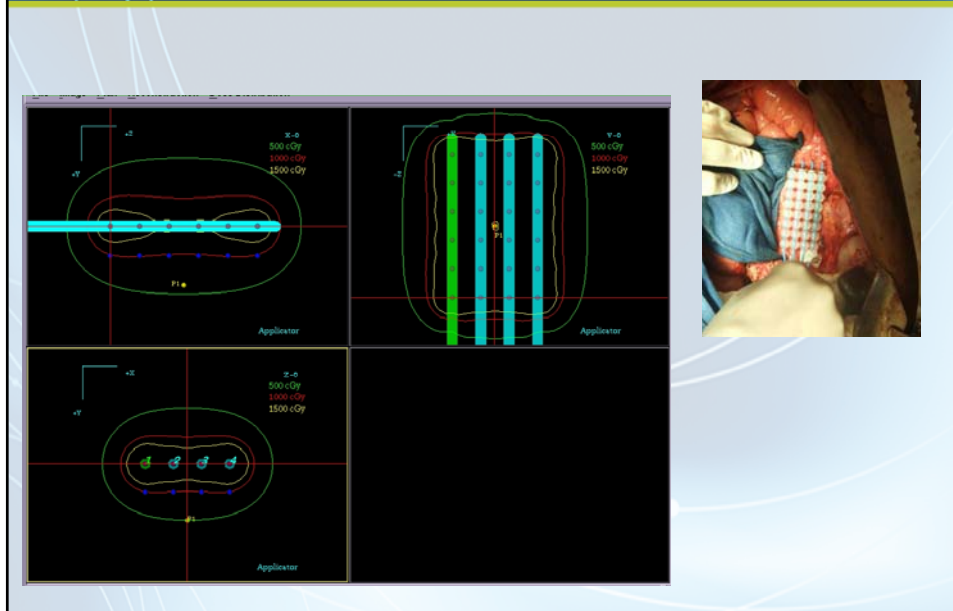 +Z
+Y
X=0
500 cGy
1000 cGy
1500 cGy
P1
Applicator
+X
-Z
Y=0
500 cGy
1000 cGy
1500 cGy
P1
Applicator
+X
+Y
Z=0
500 cGy
1000 cGy
1500 cGy
1 2 3 4
P1
Applicator